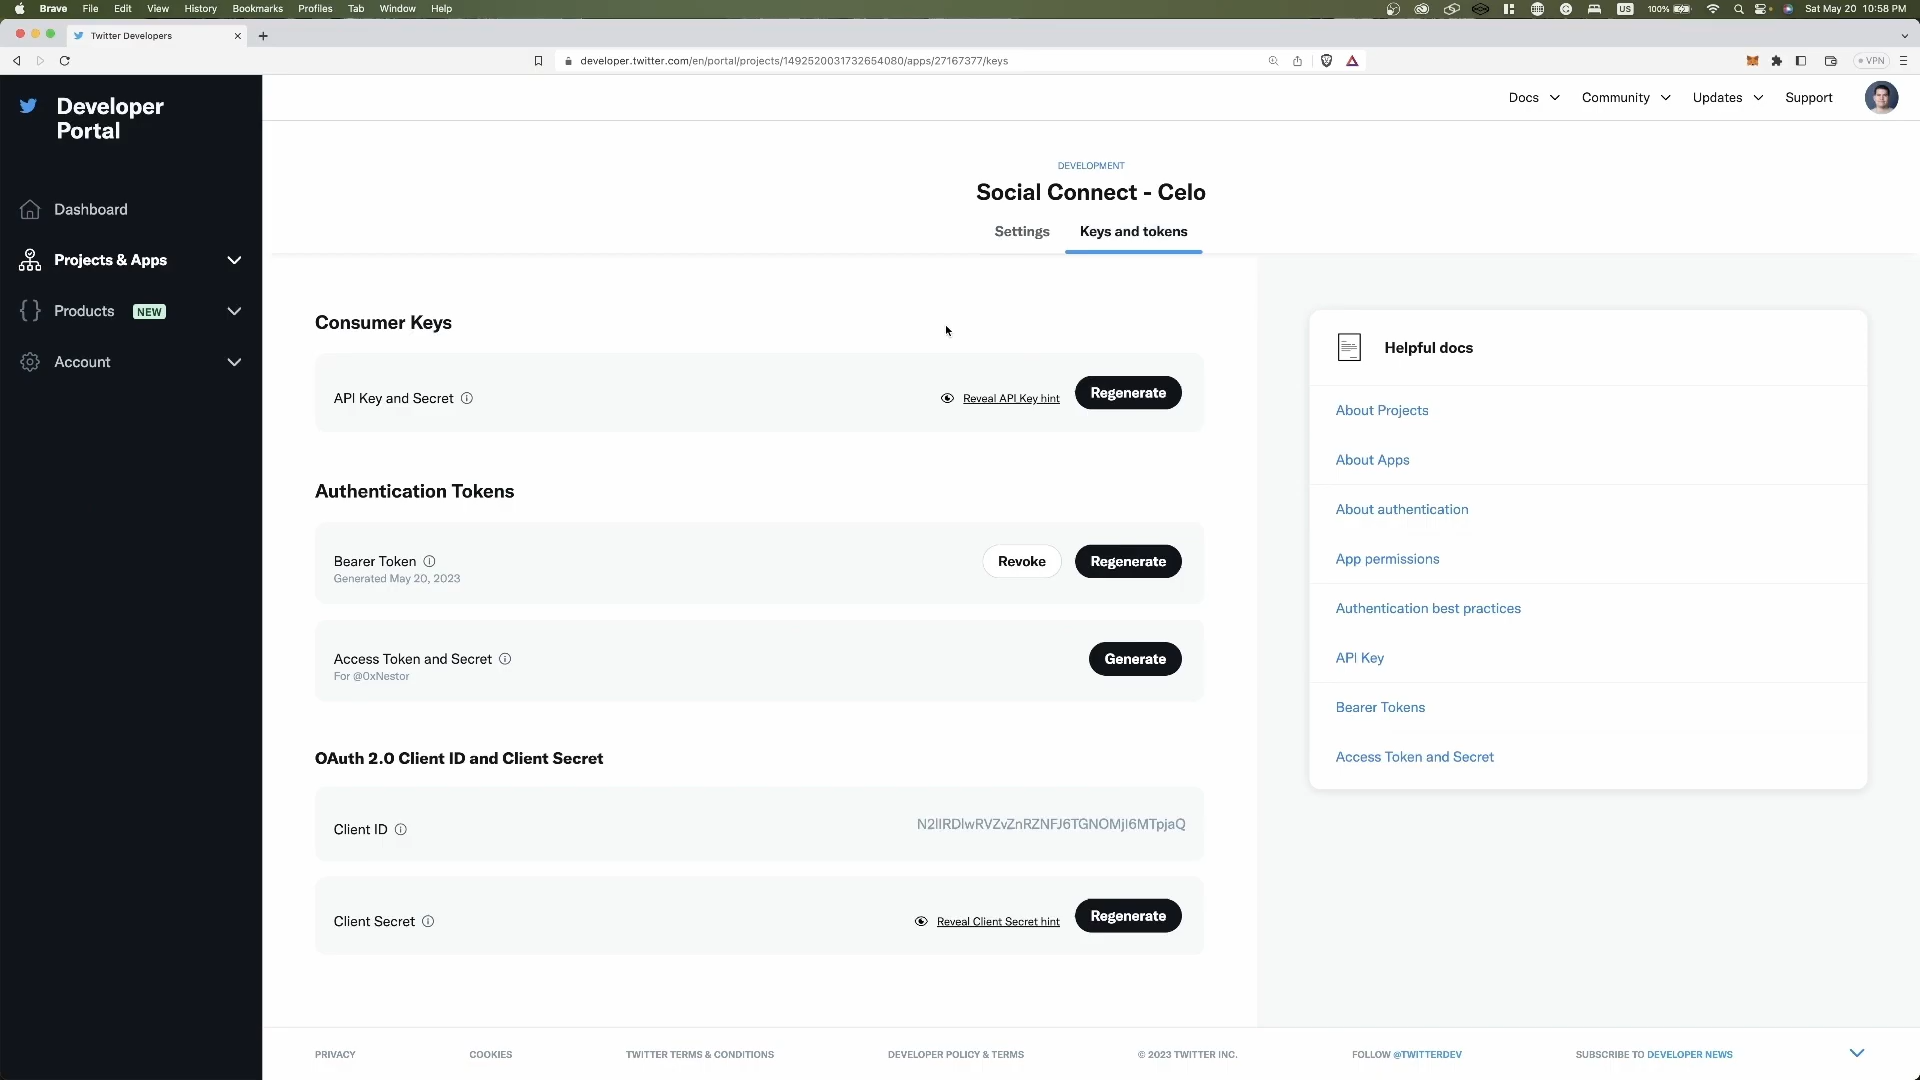 Brave File Edit View History Bookmarks Profiles Tab Window Help
US 100% Sat May 20 10:58 PM
Twitter Developers
developer.twitter.com/en/portal/projects/1492520031732654080/apps/27167377/keys
VPN
Developer
Portal
Docs Community Updates Support
DEVELOPMENT
Social Connect - Celo
Settings Keys and tokens
Dashboard
Projects & Apps
Products NEW
Account
Consumer Keys
API Key and Secret Reveal API Key hint Regenerate
Authentication Tokens
Bearer Token Revoke Regenerate
Generated May 20, 2023
Access Token and Secret Generate
For @0xNestor
OAuth 2.0 Client ID and Client Secret
Client ID
Client Secret Reveal Client Secret hint Regenerate
Helpful docs
About Projects
About Apps
About authentication
App permissions
Authentication best practices
API Key
Bearer Tokens
Access Token and Secret
PRIVACY COOKIES TWITTER TERMS & CONDITIONS DEVELOPER POLICY & TERMS © 2023 TWITTER INC. FOLLOW @TWITTERDEV SUBSCRIBE TO DEVELOPER NEWS